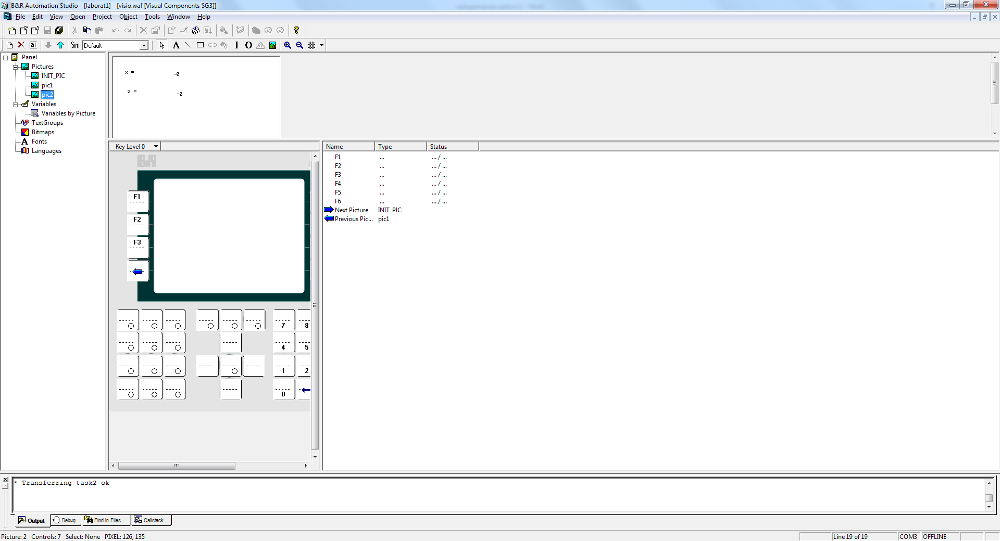 B&R Automation Studio - [laborat1] - [visio.waf [Visual Components SG3]]
File Edit View Open Project Object Tools Window Help
Sim Default
Panel
Pictures
INIT_PIC
pic1
pic2
Variables
Variables by Picture
TextGroups
Bitmaps
Fonts
Languages
x = -0
z = -0
Key Level 0
B&R
F1
F2
F3
7 8
4 5
1 2
0
Name Type Status
F1 ... ... / ...
F2 ... ... / ...
F3 ... ... / ...
F4 ... ... / ...
F5 ... ... / ...
F6 ... ... / ...
Next Picture INIT_PIC
Previous Pic... pic1
* Transferring task2 ok
Output Debug Find in Files Callstack
Picture: 2 Controls: 7 Select: None PIXEL: 126, 135 Line 19 of 19 COM3 OFFLINE